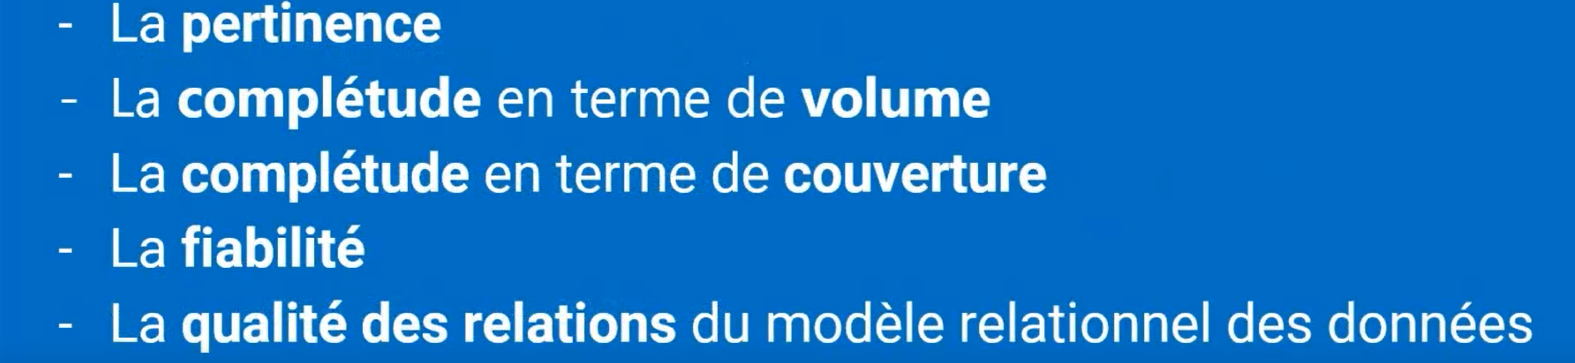 - La pertinence
- La complétude en terme de volume
- La complétude en terme de couverture
- La fiabilité
- La qualité des relations du modèle relationnel des données